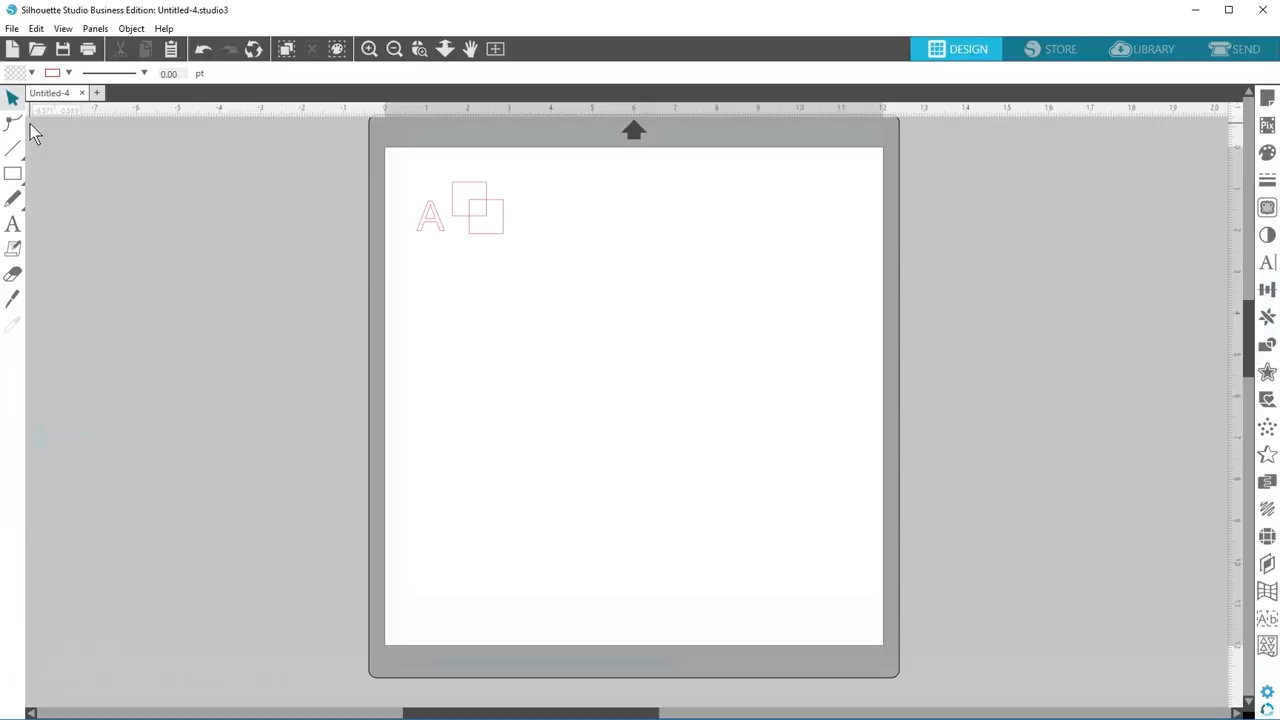 Silhouette Studio Business Edition: Untitled-4.studio3
File Edit View Panels Object Help
DESIGN STORE LIBRARY SEND
0.00 pt
Untitled-4
A